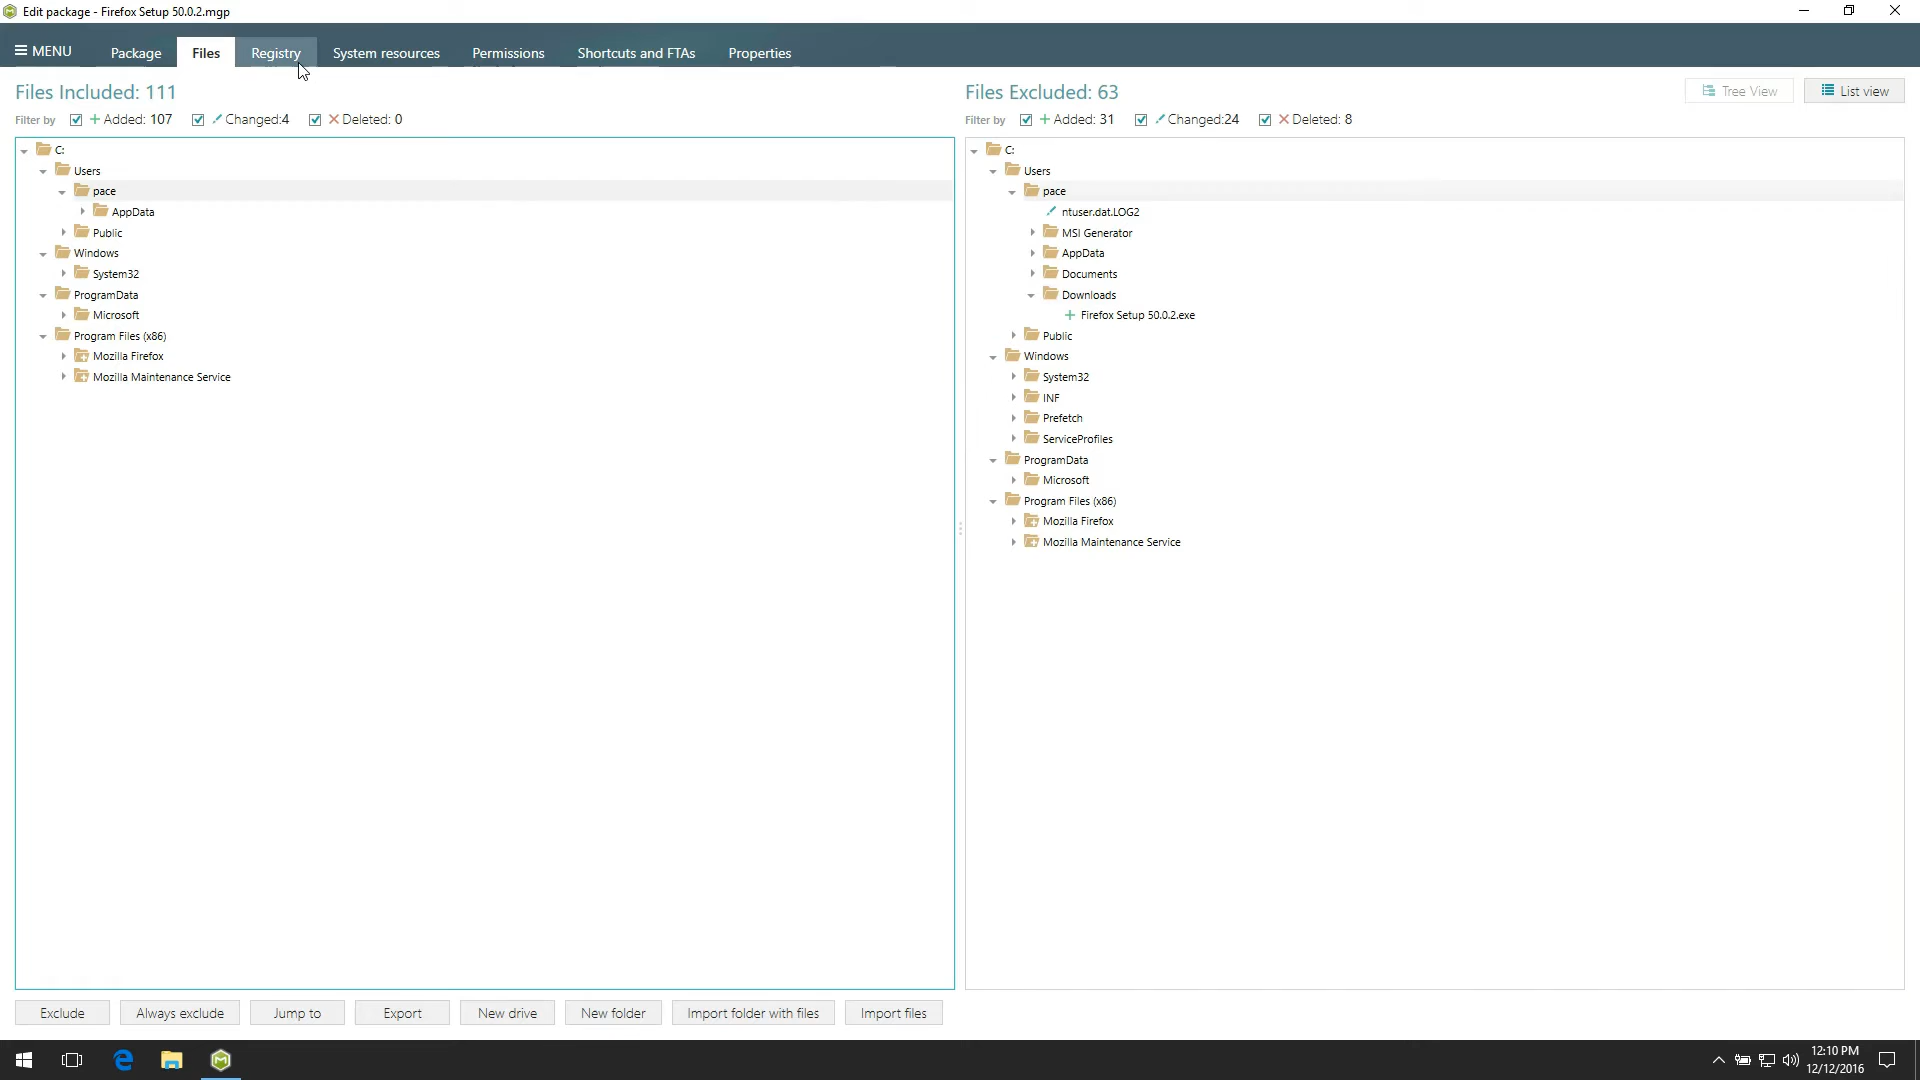 Edit package - Firefox Setup 50.0.2.mgp
MENU Package Files Registry System resources Permissions Shortcuts and FTAs Properties
Files Included: 111
Filter by Added: 107 Changed:4 Deleted: 0
C:
Users
pace
AppData
Public
Windows
System32
ProgramData
Microsoft
Program Files (x86)
Mozilla Firefox
Mozilla Maintenance Service
Files Excluded: 63
Tree View List view
Filter by Added: 31 Changed:24 Deleted: 8
C:
Users
pace
ntuser.dat.LOG2
MSI Generator
AppData
Documents
Downloads
Firefox Setup 50.0.2.exe
Public
Windows
System32
INF
Prefetch
ServiceProfiles
ProgramData
Microsoft
Program Files (x86)
Mozilla Firefox
Mozilla Maintenance Service
Exclude Always exclude Jump to Export New drive New folder Import folder with files Import files
12:10 PM
12/12/2016